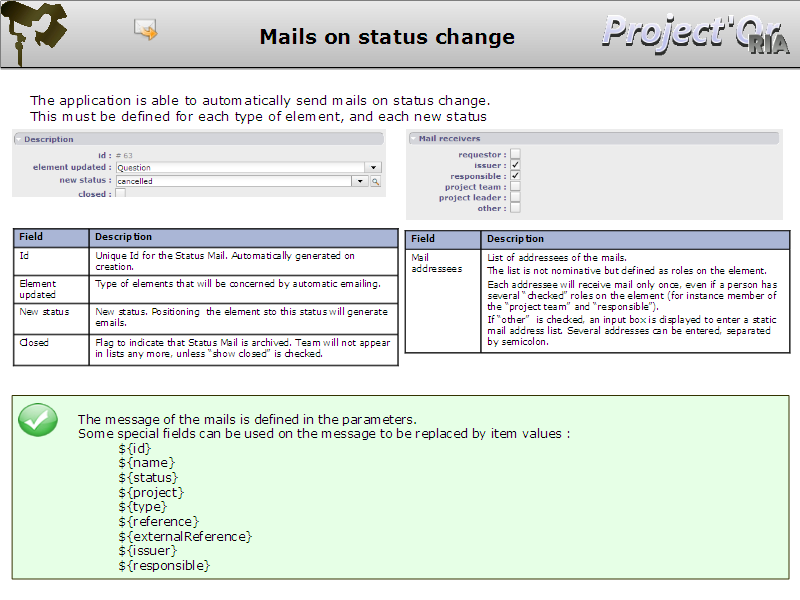 Mails on status change
Project'Or
RIA
The application is able to automatically send mails on status change.
This must be defined for each type of element, and each new status
Description
id : # 63
element updated : Question
new status : cancelled
closed :
Mail receivers
requestor :
issuer :
responsible :
project team :
project leader :
other :
Field Description
Id Unique Id for the Status Mail. Automatically generated on
creation.
Element Type of elements that will be concerned by automatic emailing.
updated
New status New status. Positioning the element sto this status will generate
emails.
Closed Flag to indicate that Status Mail is archived. Team will not appear
in lists any more, unless “show closed” is checked.
Field Description
Mail List of addressees of the mails.
addressees The list is not nominative but defined as roles on the element.
Each addressee will receive mail only once, even if a person has
several “checked” roles on the element (for instance member of
the “project team” and “responsible”).
If “other” is checked, an input box is displayed to enter a static
mail address list. Several addresses can be entered, separated
by semicolon.
The message of the mails is defined in the parameters.
Some special fields can be used on the message to be replaced by item values :
${id}
${name}
${status}
${project}
${type}
${reference}
${externalReference}
${issuer}
${responsible}